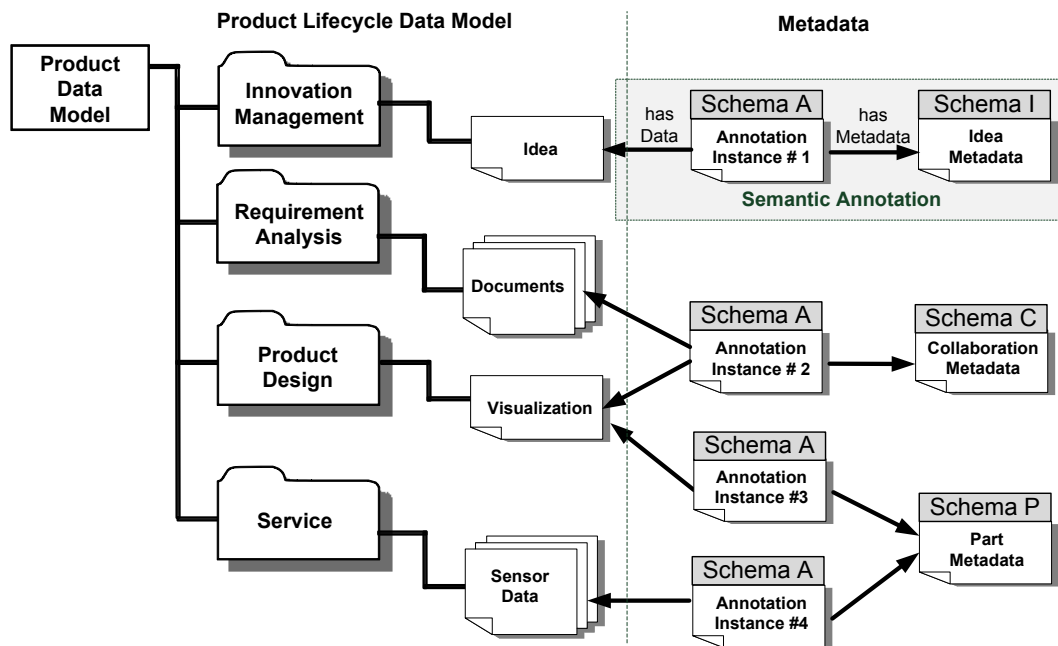 Product Lifecycle Data Model
Metadata
Product
Data
Model
Innovation
Management
Idea
has
Data
Schema A
Annotation
Instance # 1
has
Metadata
Schema I
Idea
Metadata
Semantic Annotation
Requirement
Analysis
Documents
Schema A
Annotation
Instance # 2
Schema C
Collaboration
Metadata
Product
Design
Visualization
Schema A
Annotation
Instance #3
Schema P
Part
Metadata
Service
Sensor
Data
Schema A
Annotation
Instance #4